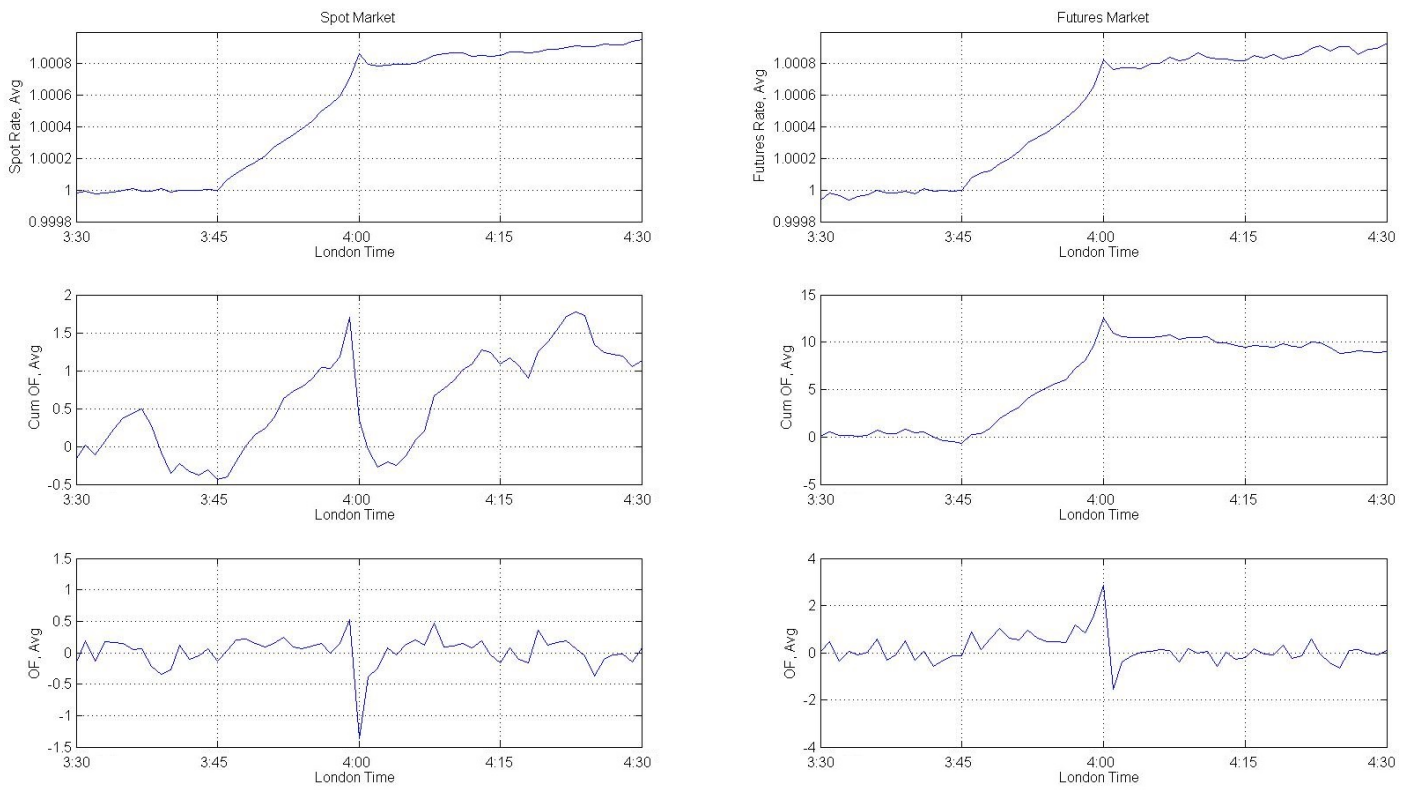 Spot Market
Spot Rate, Avg
1.0008
1.0006
1.0004
1.0002
1
0.9998
3:30 3:45 4:00 4:15 4:30
London Time
Futures Market
Futures Rate, Avg
1.0008
1.0006
1.0004
1.0002
1
0.9998
3:30 3:45 4:00 4:15 4:30
London Time
Cum OF, Avg
2
1.5
1
0.5
0
-0.5
3:30 3:45 4:00 4:15 4:30
London Time
Cum OF, Avg
15
10
5
0
-5
3:30 3:45 4:00 4:15 4:30
London Time
OF, Avg
1.5
1
0.5
0
-0.5
-1
-1.5
3:30 3:45 4:00 4:15 4:30
London Time
OF, Avg
4
2
0
-2
-4
3:30 3:45 4:00 4:15 4:30
London Time